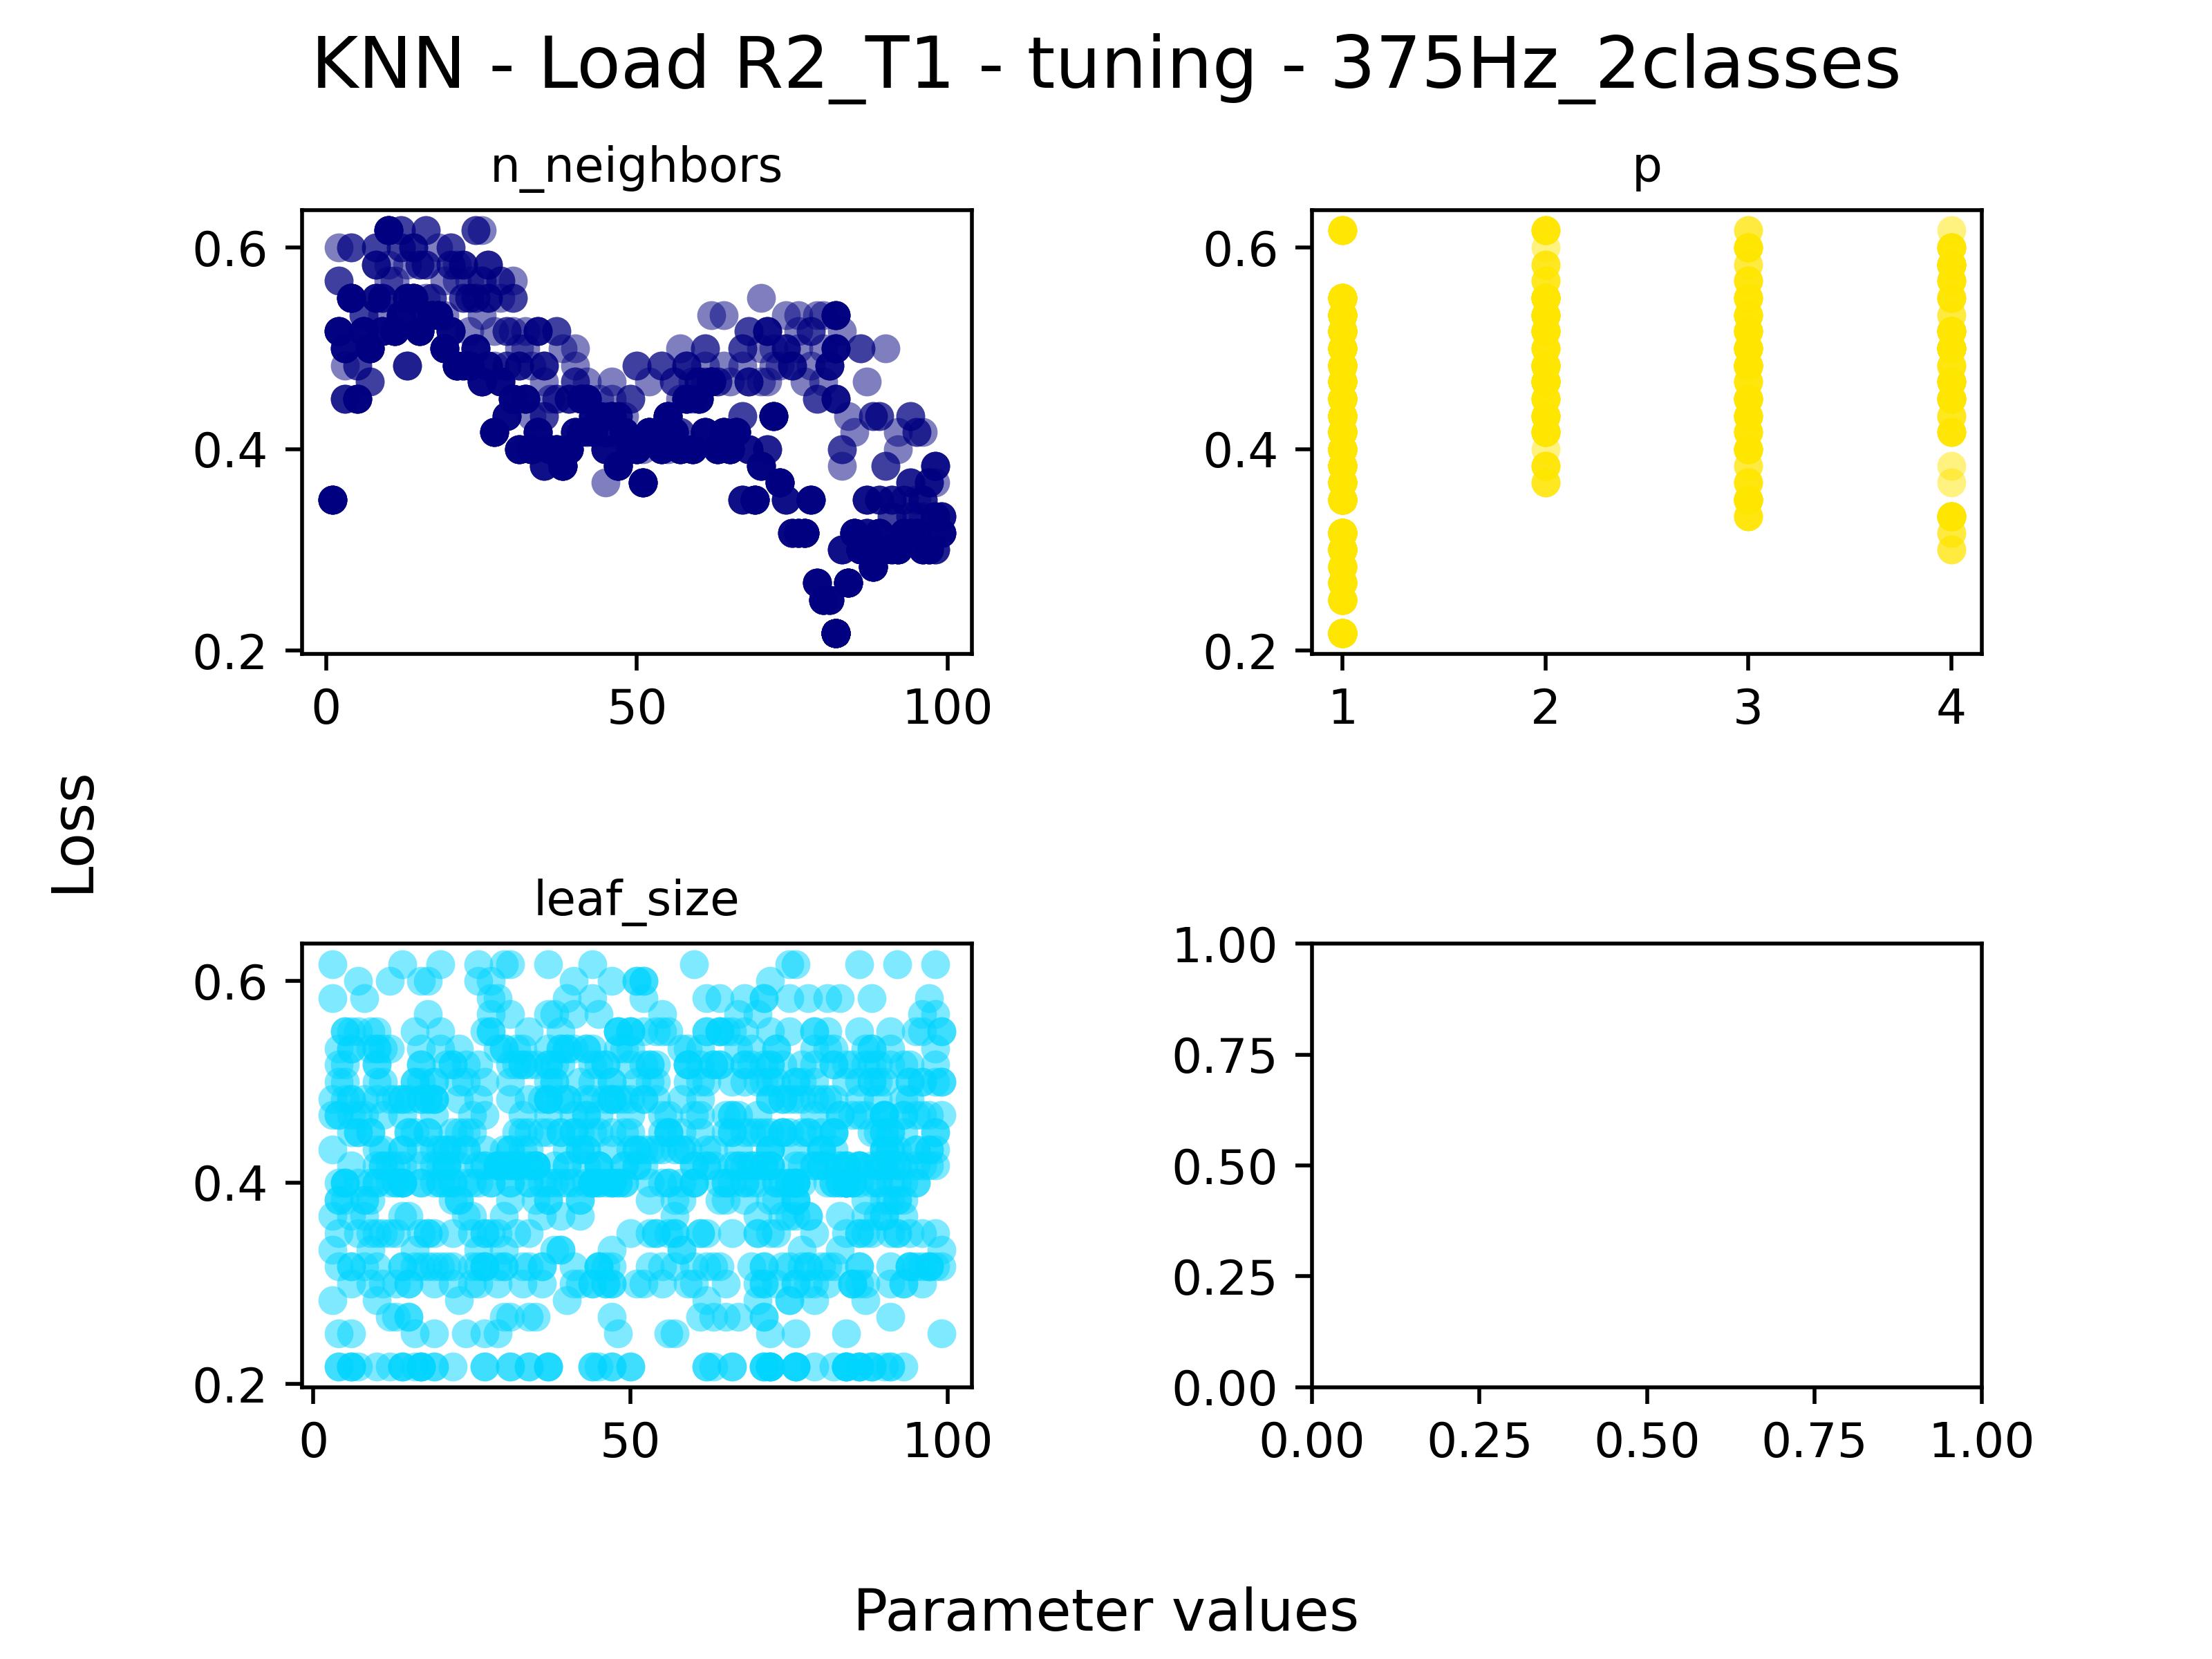 KNN - Load R2_T1 - tuning - 375Hz_2classes
n_neighbors
0.6
0.4
0.2
0 50 100
p
0.6
0.4
0.2
1 2 3 4
Loss
leaf_size
0.6
0.4
0.2
0 50 100
1.00
0.75
0.50
0.25
0.00
0.00 0.25 0.50 0.75 1.00
Parameter values